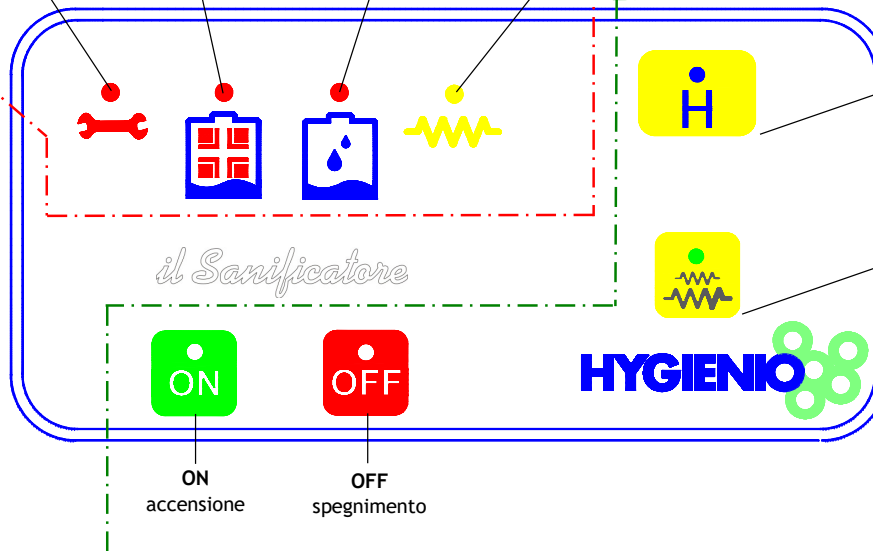 H
il Sanificatore
HYGIENIO
ON
OFF
ON
accensione
OFF
spegnimento